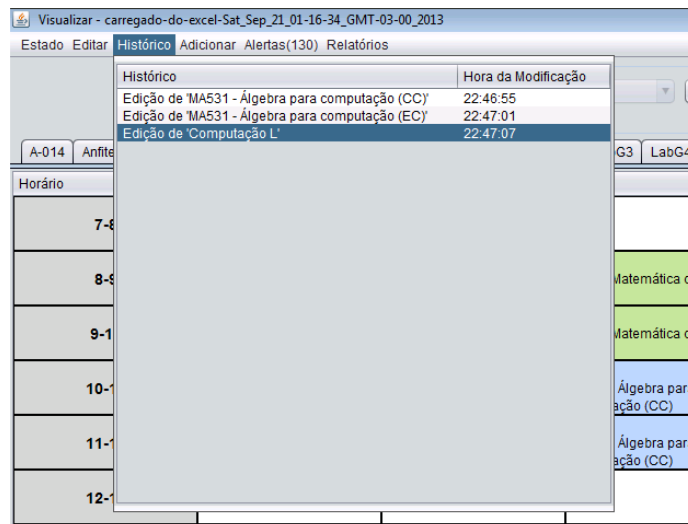 Visualizar - carregado-do-excel-Sat_Sep_21_01-16-34_GMT-03-00_2013
Estado Editar Histórico Adicionar Alertas(130) Relatórios
Histórico Hora da Modificação
Edição de 'MA531 - Álgebra para computação (CC)' 22:46:55
Edição de 'MA531 - Álgebra para computação (EC)' 22:47:01
Edição de 'Computação L' 22:47:07
A-014 Anfite G3 LabG4
Horário
7-8
8-9 Matemática
9-1 Matemática
10-1 Álgebra par
ação (CC)
11-1 Álgebra par
ação (CC)
12-1